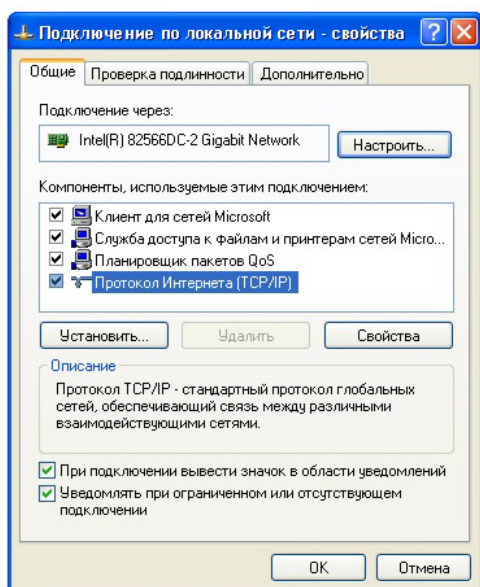 Подключение по локальной сети - свойства
Общие Проверка подлинности Дополнительно
Подключение через:
Intel(R) 82566DC-2 Gigabit Network
Настроить...
Компоненты, используемые этим подключением:
Клиент для сетей Microsoft
Служба доступа к файлам и принтерам сетей Micro...
Планировщик пакетов QoS
Протокол Интернета (TCP/IP)
Установить... Удалить Свойства
Описание
Протокол TCP/IP - стандартный протокол глобальных
сетей, обеспечивающий связь между различными
взаимодействующими сетями.
При подключении вывести значок в области уведомлений
Уведомлять при ограниченном или отсутствующем
подключении
OK Отмена